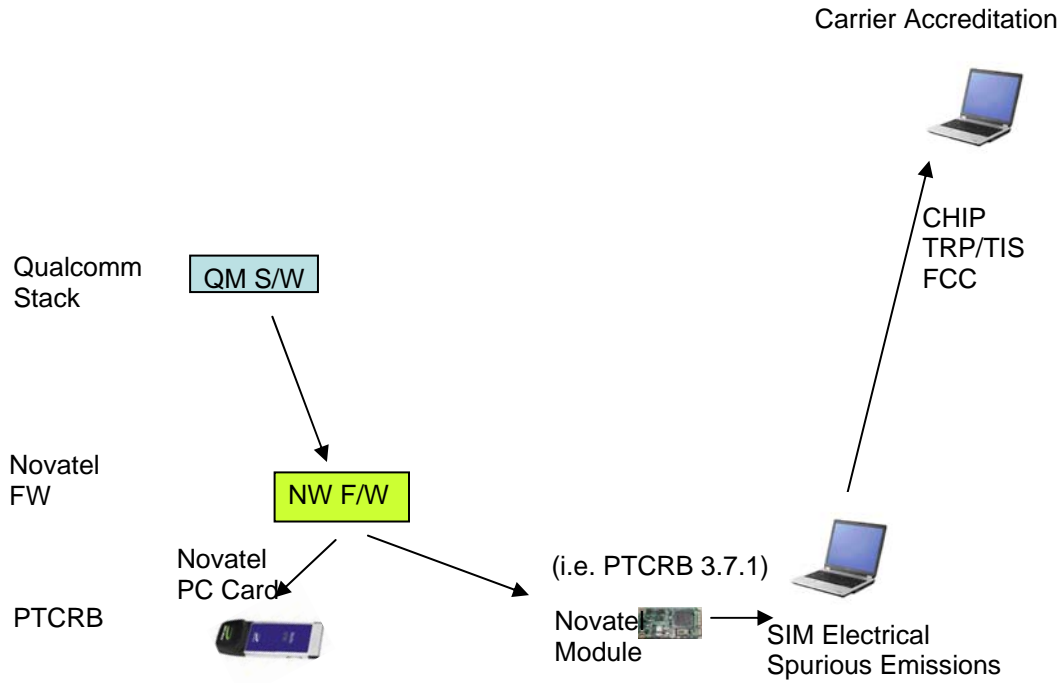 Carrier Accreditation
CHIP
TRP/TIS
FCC
Qualcomm
Stack
QM S/W
Novatel
FW
NW F/W
Novatel
PC Card
(i.e. PTCRB 3.7.1)
PTCRB
Novatel
Module
SIM Electrical
Spurious Emissions